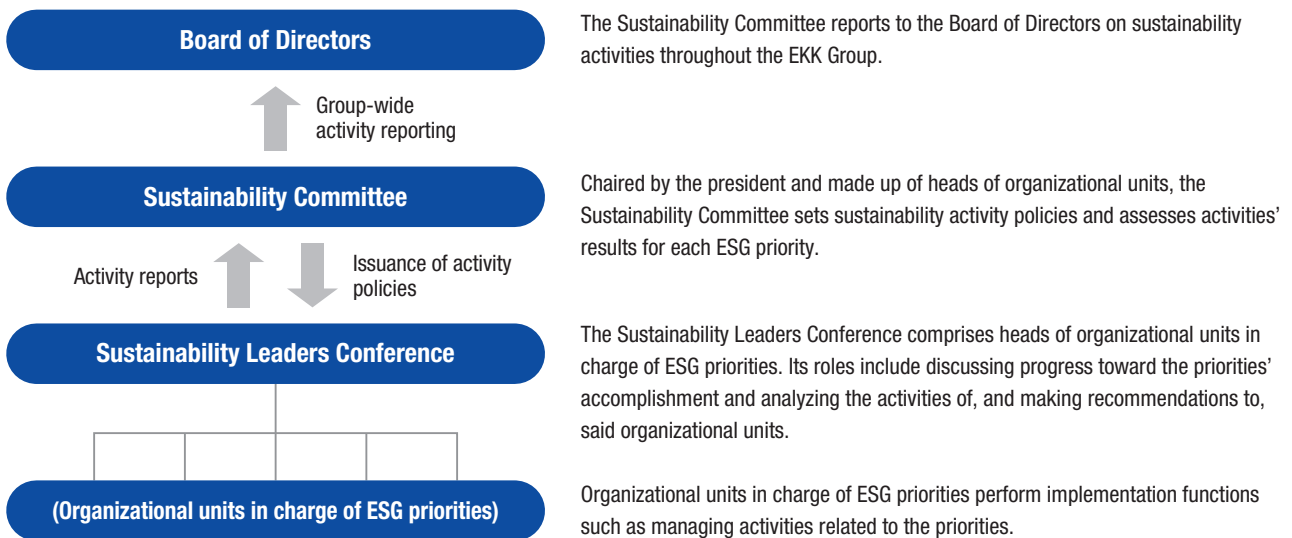 Board of Directors
The Sustainability Committee reports to the Board of Directors on sustainability
activities throughout the EKK Group.
Group-wide
activity reporting
Sustainability Committee
Chaired by the president and made up of heads of organizational units, the
Sustainability Committee sets sustainability activity policies and assesses activities’
results for each ESG priority.
Activity reports
Issuance of activity
policies
Sustainability Leaders Conference
The Sustainability Leaders Conference comprises heads of organizational units in
charge of ESG priorities. Its roles include discussing progress toward the priorities’
accomplishment and analyzing the activities of, and making recommendations to,
said organizational units.
(Organizational units in charge of ESG priorities)
Organizational units in charge of ESG priorities perform implementation functions
such as managing activities related to the priorities.